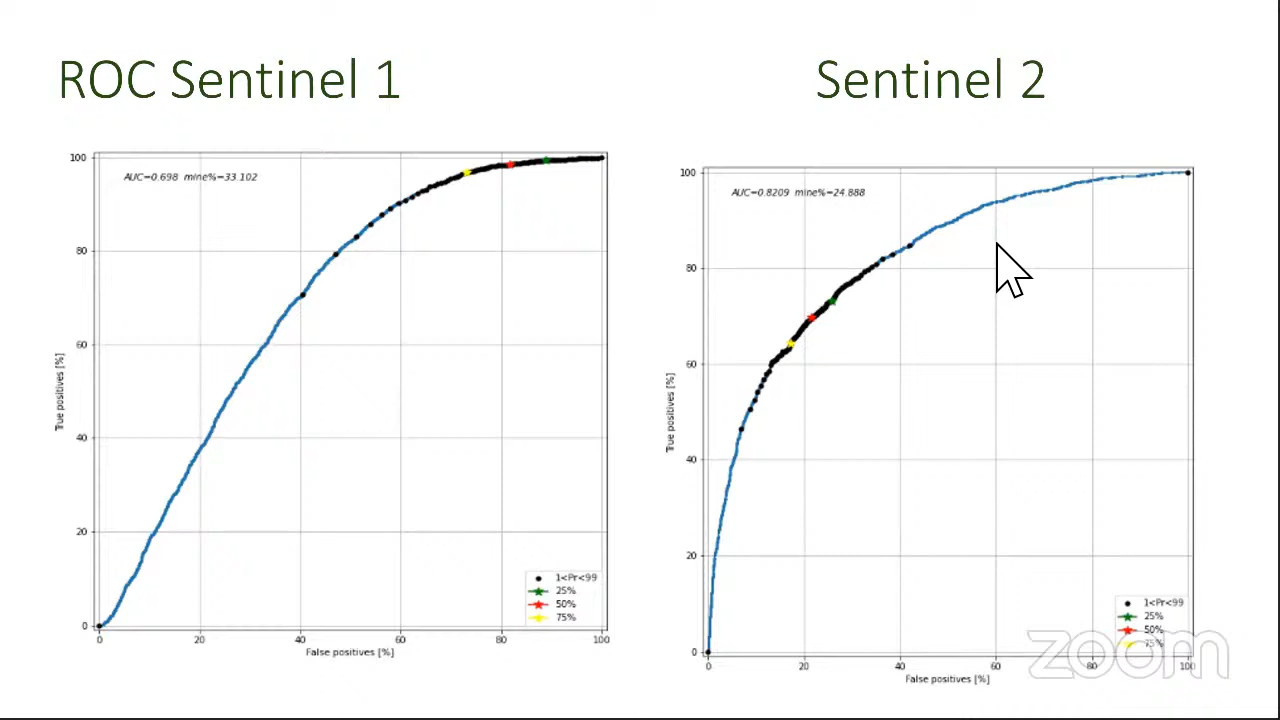 ROC Sentinel 1
Sentinel 2
AUC=0.698 mine%=33.102
100
80
60
40
20
0
True positives [%]
0 20 40 60 80 100
False positives [%]
1<Pr<99
25%
50%
75%
AUC=0.8209 mine%=24.888
100
80
60
40
20
0
True positives [%]
0 20 40 60 80 100
False positives [%]
1<Pr<99
25%
50%
75%
zoom